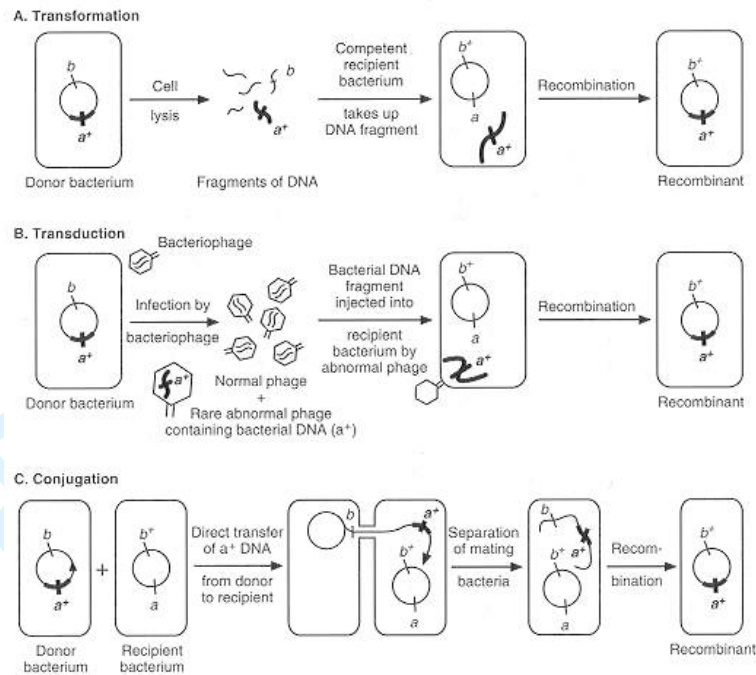 A. Transformation
b
a+
Donor bacterium
Cell
lysis
b
a+
Fragments of DNA
Competent
recipient
bacterium
takes up
DNA fragment
b+
a
a+
Recombination
b+
a+
Recombinant
B. Transduction
Bacteriophage
b
a+
Donor bacterium
Infection by
bacteriophage
a+
Normal phage
+
Rare abnormal phage
containing bacterial DNA (a+)
Bacterial DNA
fragment
injected into
recipient
bacterium by
abnormal phage
b+
a
a+
Recombination
b+
a+
Recombinant
C. Conjugation
b
a+
Donor
bacterium
+
b+
a
Recipient
bacterium
Direct transfer
of a+ DNA
from donor
to recipient
b
a+
b+
a
Separation
of mating
bacteria
b
b+ a+
a
Recom-
bination
b+
a+
Recombinant